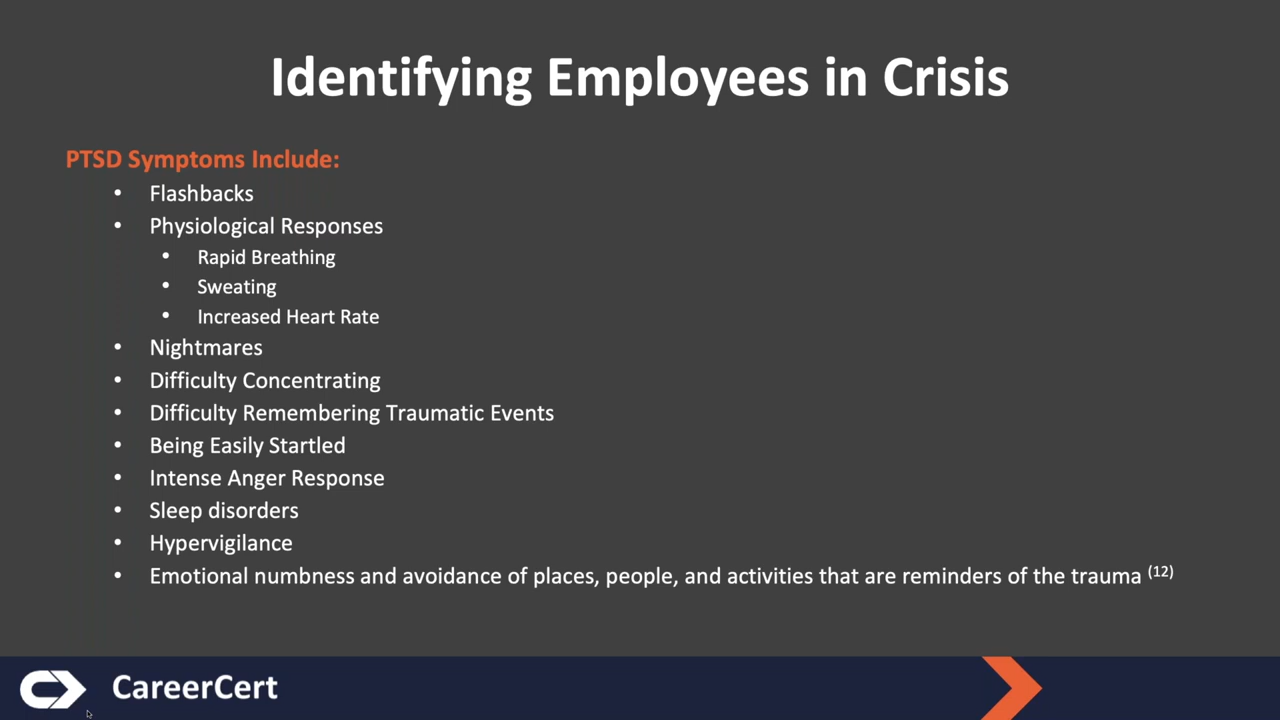 Identifying Employees in Crisis
PTSD Symptoms Include:
• Flashbacks
• Physiological Responses
• Rapid Breathing
• Sweating
• Increased Heart Rate
• Nightmares
• Difficulty Concentrating
• Difficulty Remembering Traumatic Events
• Being Easily Startled
• Intense Anger Response
• Sleep disorders
• Hypervigilance
• Emotional numbness and avoidance of places, people, and activities that are reminders of the trauma (12)
CareerCert